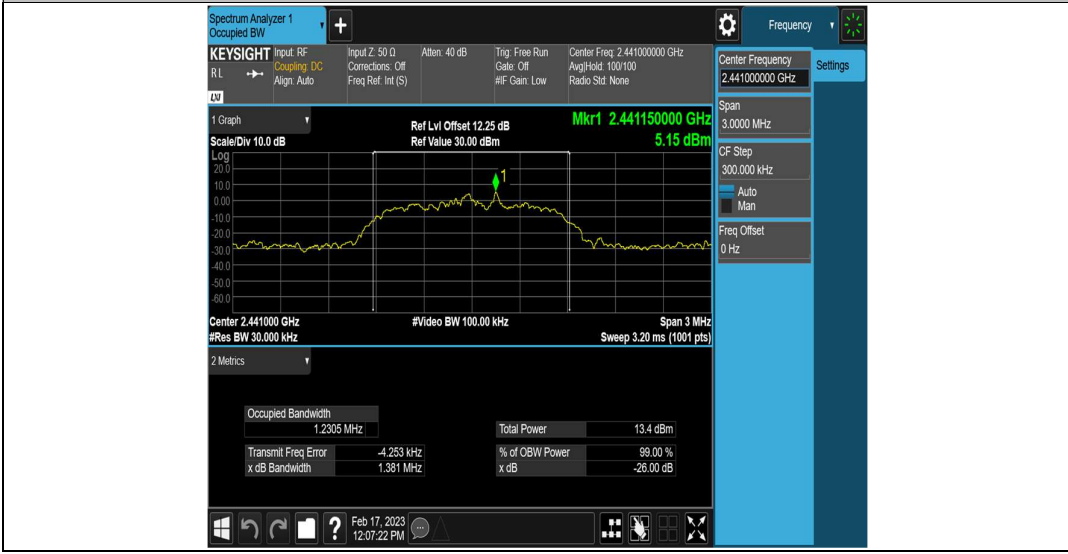 Spectrum Analyzer 1
Occupied BW
+
Frequency
KEYSIGHT
RL
LXI
Input: RF
Coupling: DC
Align: Auto
Input Z: 50 Ω
Corrections: Off
Freq Ref: Int (S)
Atten: 40 dB
Trig: Free Run
Gate: Off
#IF Gain: Low
Center Freq: 2.441000000 GHz
Avg|Hold: 100/100
Radio Std: None
Center Frequency
2.441000000 GHz
Settings
Span
3.0000 MHz
CF Step
300.000 kHz
Auto
Man
Freq Offset
0 Hz
1 Graph
Scale/Div 10.0 dB
Ref Lvl Offset 12.25 dB
Ref Value 30.00 dBm
Mkr1 2.441150000 GHz
5.15 dBm
Log
20.0
10.0
0.00
-10.0
-20.0
-30.0
-40.0
-50.0
-60.0
1
Center 2.441000 GHz
#Res BW 30.000 kHz
#Video BW 100.00 kHz
Span 3 MHz
Sweep 3.20 ms (1001 pts)
2 Metrics
Occupied Bandwidth
1.2305 MHz
Total Power 13.4 dBm
Transmit Freq Error -4.253 kHz
% of OBW Power 99.00 %
x dB Bandwidth 1.381 MHz
x dB -26.00 dB
?
Feb 17, 2023
12:07:22 PM